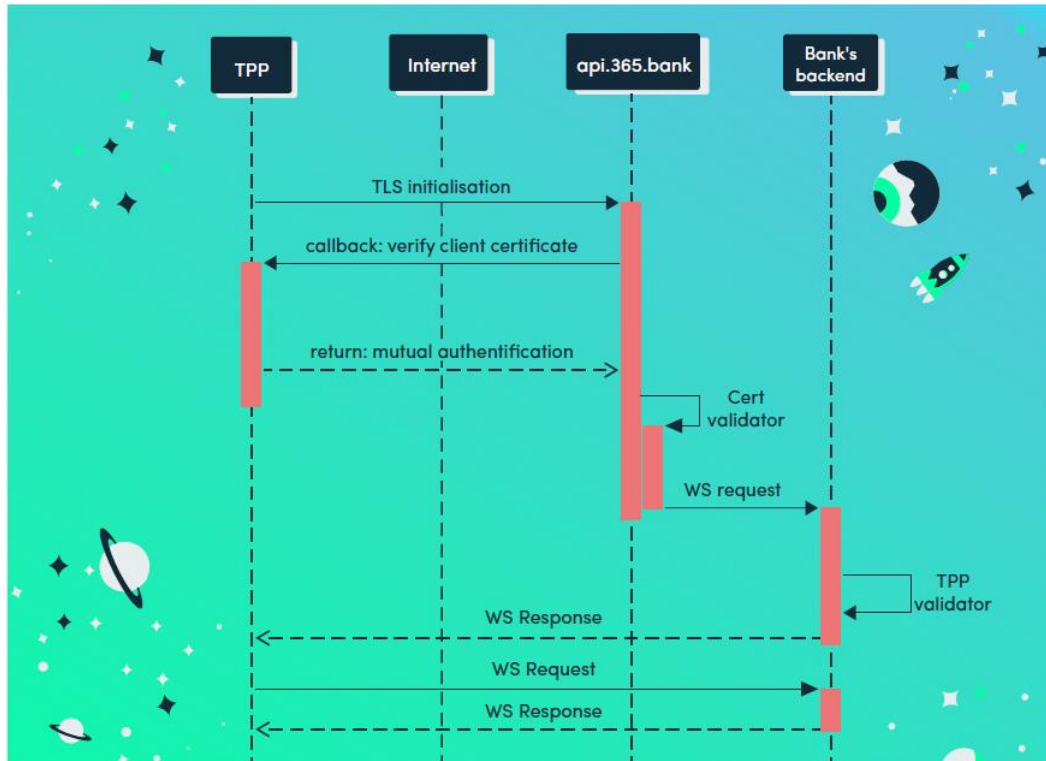 TPP
Internet
api.365.bank
Bank's
backend
TLS initialisation
callback: verify client certificate
return: mutual authentification
Cert
validator
WS request
TPP
validator
WS Response
WS Request
WS Response